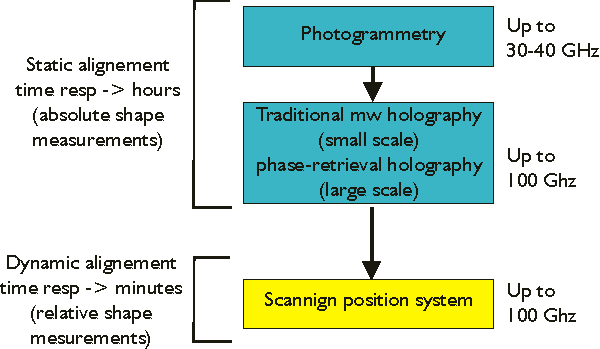 Photogrammetry
Up to
30-40 GHz
Static alignement
time resp -> hours
(absolute shape
measurements)
Traditional mw holography
(small scale)
phase-retrieval holography
(large scale)
Up to
100 Ghz
Dynamic alignement
time resp -> minutes
(relative shape
mesurements)
Scannign position system
Up to
100 Ghz